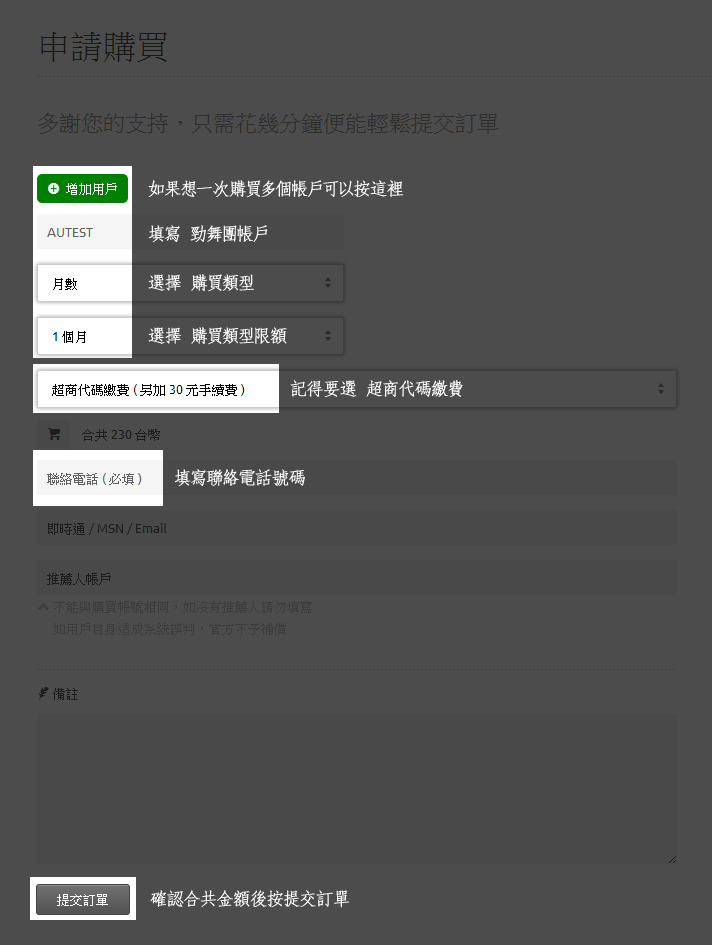 申請購買
多謝您的支持，只需花幾分鐘便能輕鬆提交訂單
增加用戶 如果想一次購買多個帳戶可以按這裡
AUTEST 填寫 勁舞團帳戶
月數 選擇 購買類型
1 個月 選擇 購買類型限額
超商代碼繳費 ( 另加 30 元手續費 ) 記得要選 超商代碼繳費
合共 230 台幣
聯絡電話 ( 必填 ) 填寫聯絡電話號碼
即時通 / MSN / Email
推薦人帳戶
不能與購買帳號相同，如沒有推薦人請勿填寫
如用戶自身造成系統誤判，官方不予補償
備註
提交訂單 確認合共金額後按提交訂單